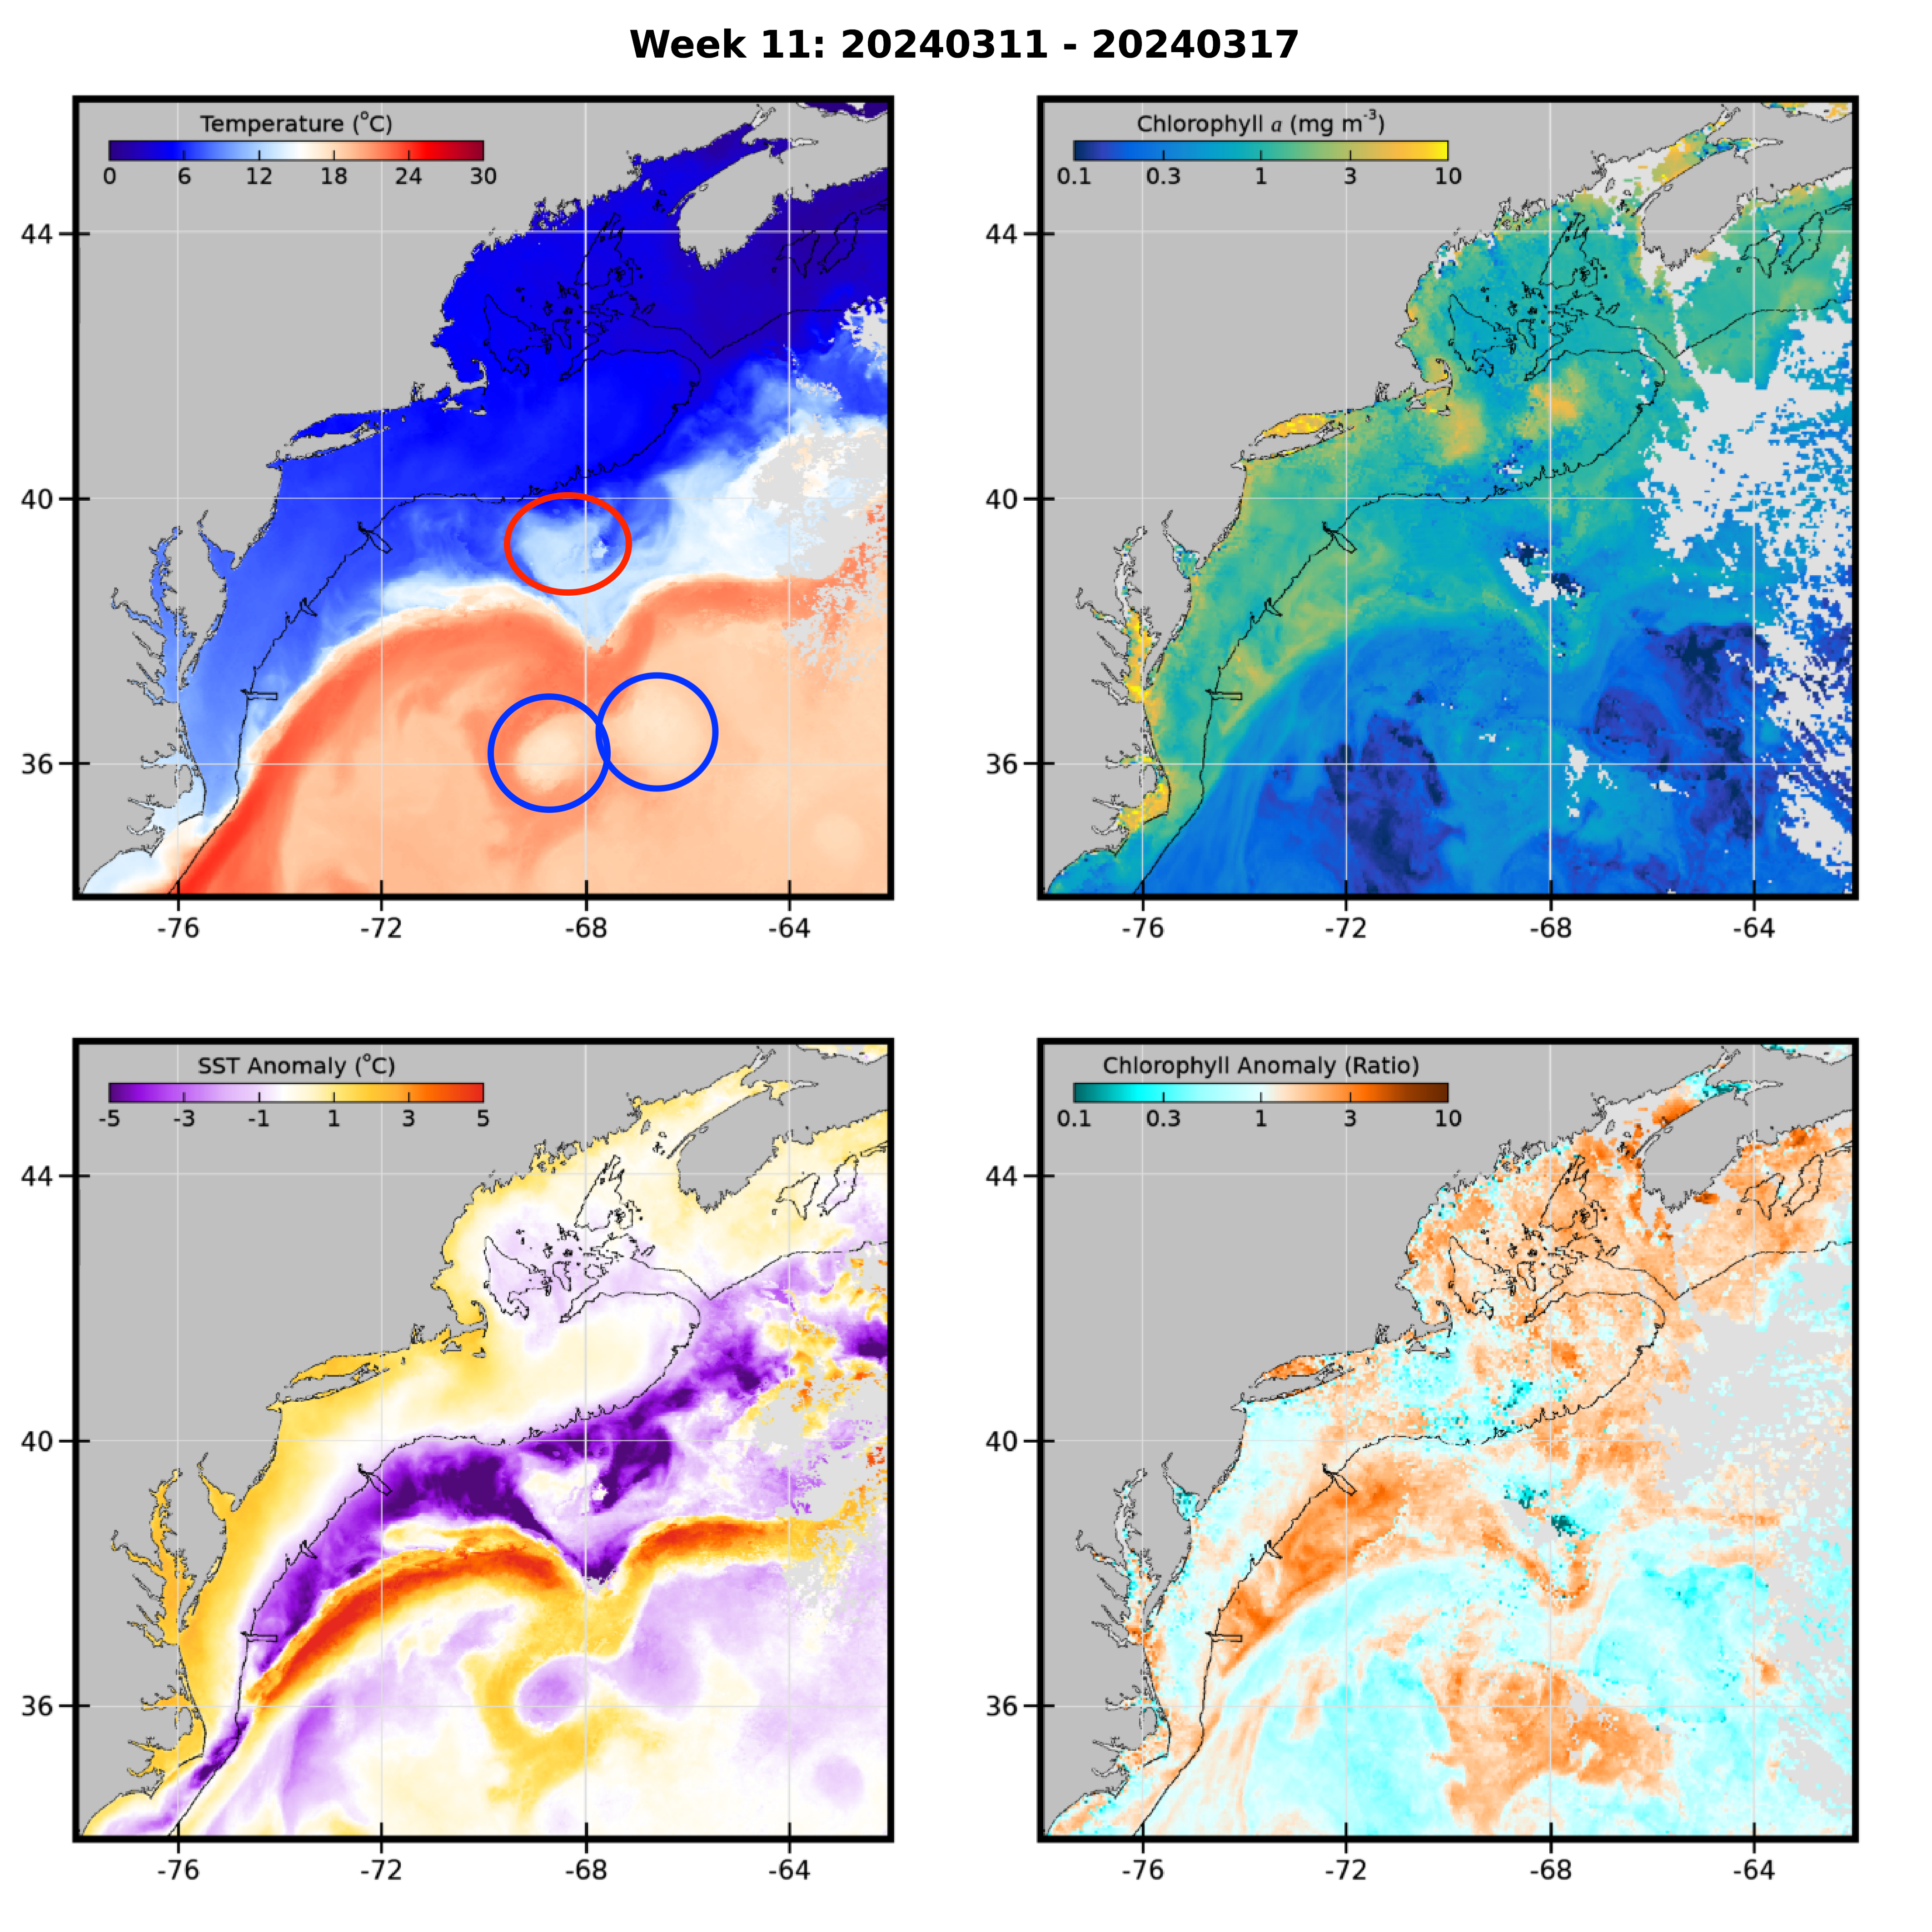 Week 11: 20240311 - 20240317
Temperature (°C)
0 6 12 18 24 30
44
40
36
-76 -72 -68 -64
Chlorophyll a (mg m-3)
0.1 0.3 1 3 10
44
40
36
-76 -72 -68 -64
SST Anomaly (°C)
-5 -3 -1 1 3 5
44
40
36
-76 -72 -68 -64
Chlorophyll Anomaly (Ratio)
0.1 0.3 1 3 10
44
40
36
-76 -72 -68 -64